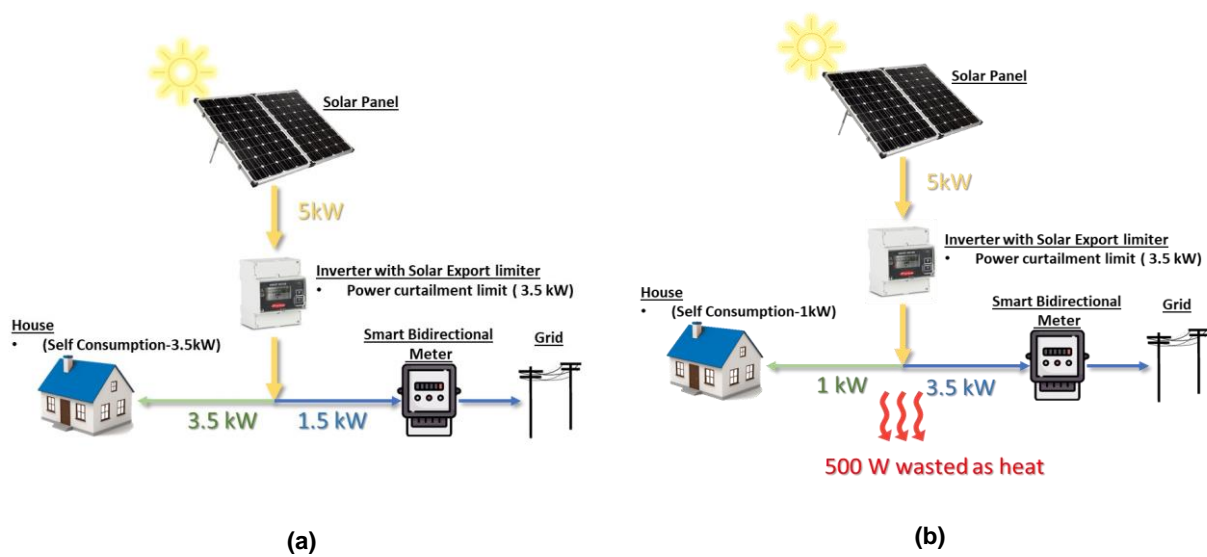 Solar Panel
5kW
Inverter with Solar Export limiter
• Power curtailment limit ( 3.5 kW)
House
• (Self Consumption-3.5kW)
Smart Bidirectional
Meter
Grid
3.5 kW
1.5 kW
(a)
Solar Panel
5kW
Inverter with Solar Export limiter
• Power curtailment limit ( 3.5 kW)
House
• (Self Consumption-1kW)
Smart Bidirectional
Meter
Grid
1 kW
3.5 kW
500 W wasted as heat
(b)